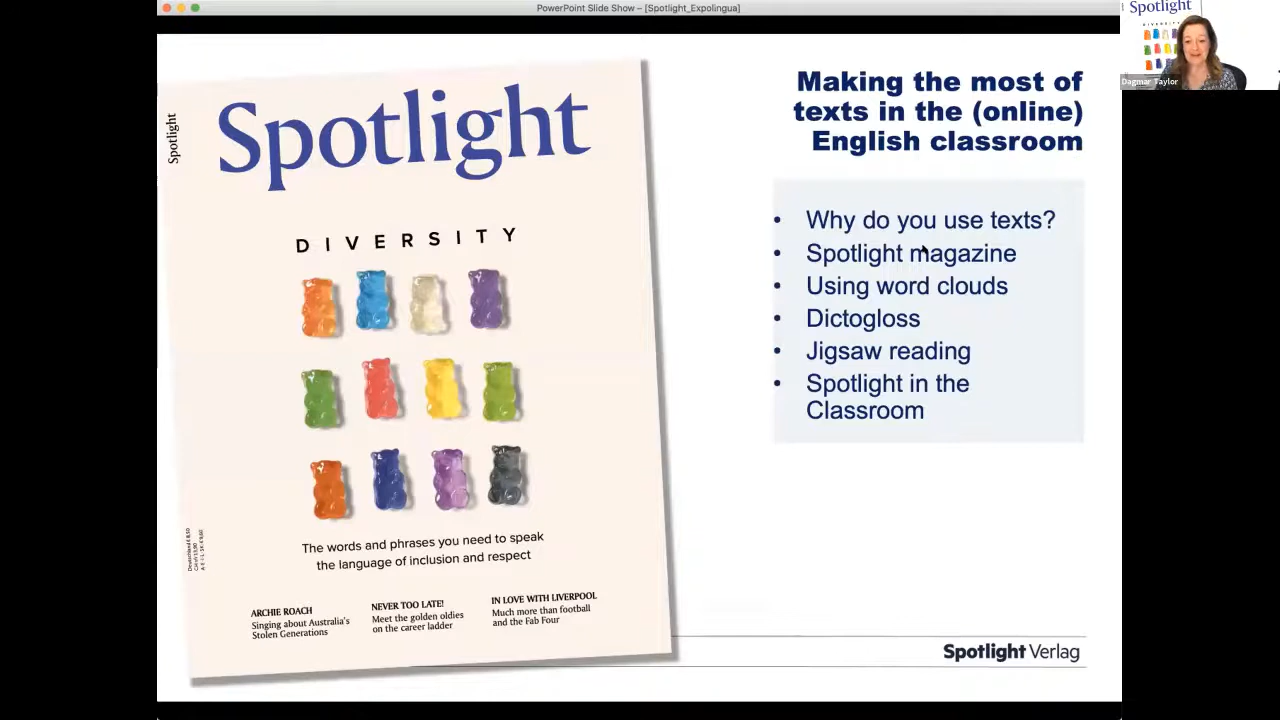 PowerPoint Slide Show – [Spotlight_Expolingua]
Spotlight
Dagmar Taylor
Spotlight
Spotlight
DIVERSITY
The words and phrases you need to speak
the language of inclusion and respect
ARCHIE ROACH
Singing about Australia's
Stolen Generations
NEVER TOO LATE!
Meet the golden oldies
on the career ladder
IN LOVE WITH LIVERPOOL
Much more than football
and the Fab Four
Making the most of
texts in the (online)
English classroom
• Why do you use texts?
• Spotlight magazine
• Using word clouds
• Dictogloss
• Jigsaw reading
• Spotlight in the
Classroom
Spotlight Verlag